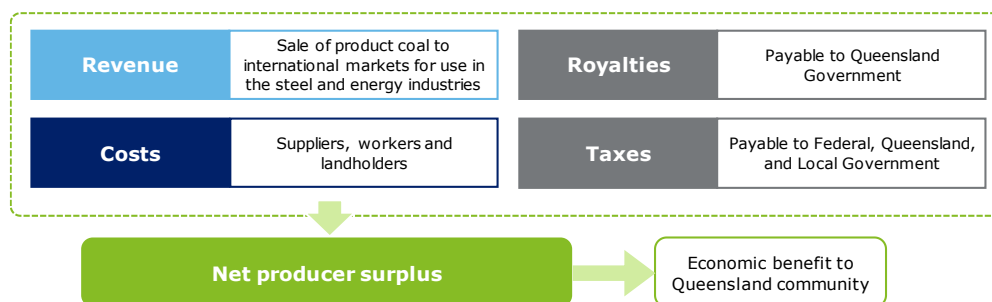 Revenue
Sale of product coal to
international markets for use in
the steel and energy industries
Royalties
Payable to Queensland
Government
Costs
Suppliers, workers and
landholders
Taxes
Payable to Federal, Queensland,
and Local Government
Net producer surplus
Economic benefit to
Queensland community